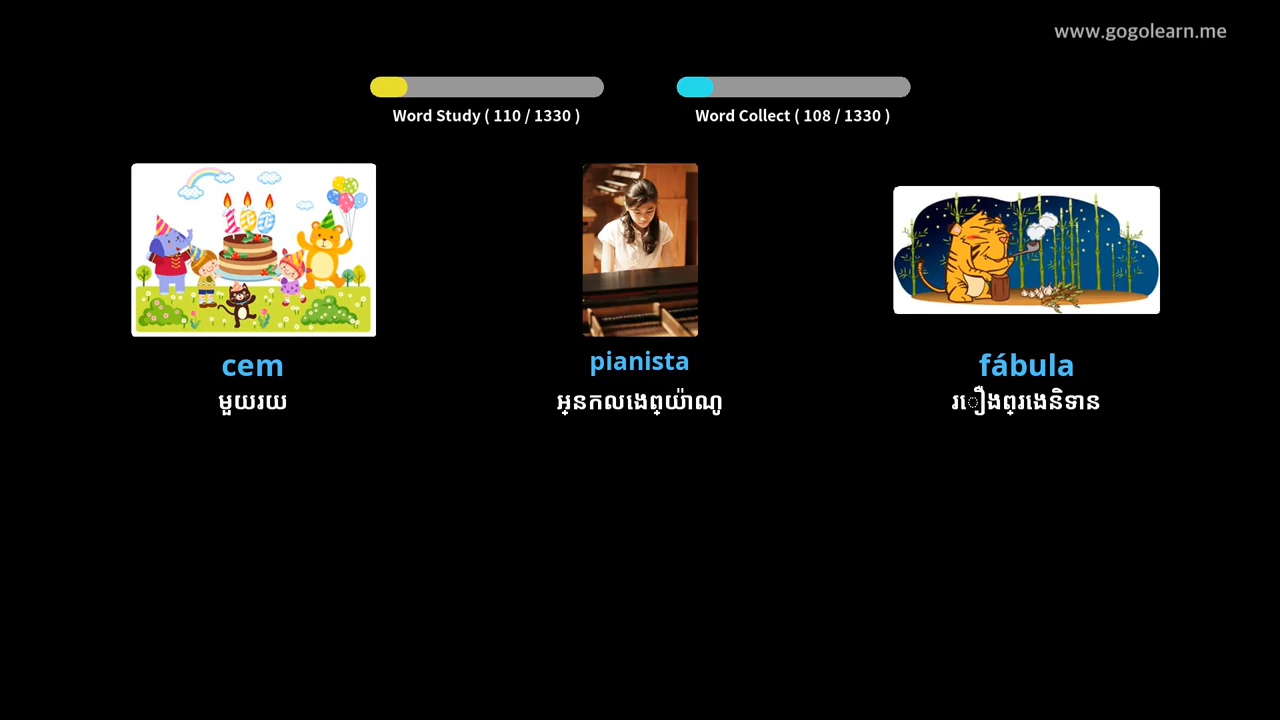 www.gogolearn.me
Word Study ( 110 / 1330 )
Word Collect ( 108 / 1330 )
100
cem
pianista
fábula
មួយរយ
អ្នកលេងព្យ៉ាណូ
រឿងព្រេងនិទាន